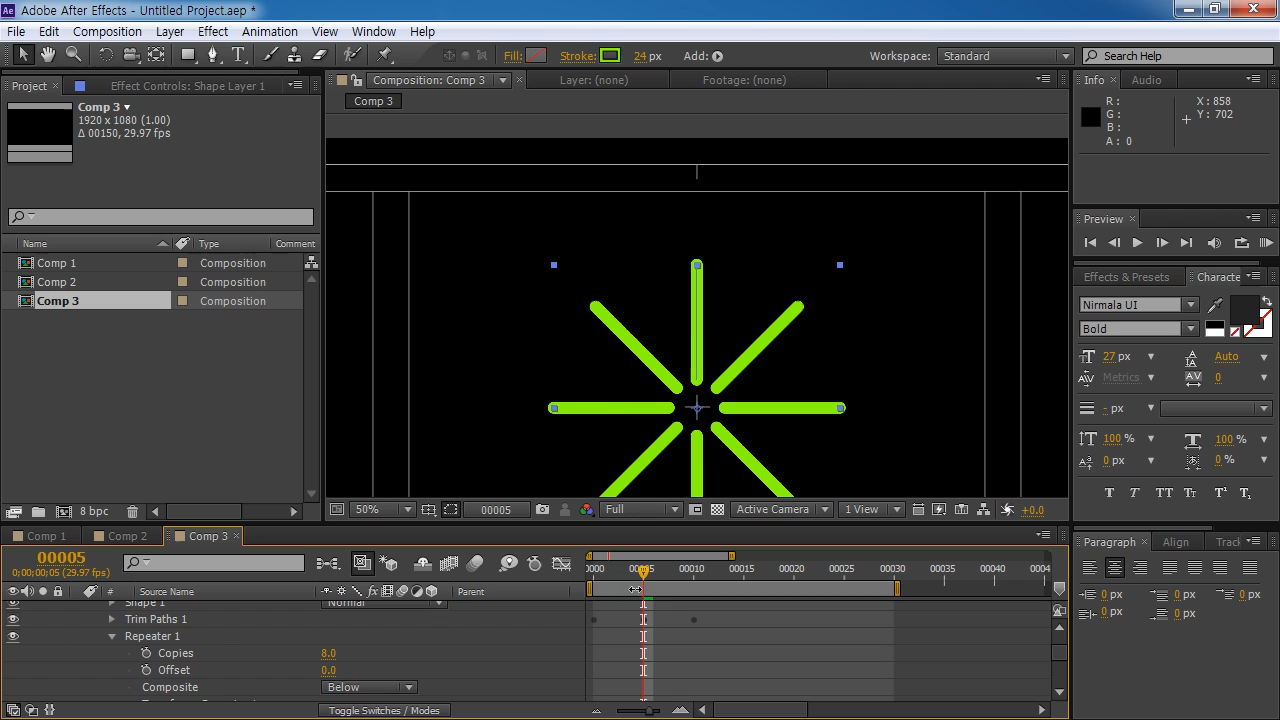 Ae Adobe After Effects - Untitled Project.aep *
File Edit Composition Layer Effect Animation View Window Help
T Fill: Stroke: 24 px Add: Workspace: Standard Search Help
Project × Effect Controls: Shape Layer 1
Comp 3
1920 x 1080 (1.00)
Δ 00150, 29.97 fps
Name Type Comment
Comp 1 Composition
Comp 2 Composition
Comp 3 Composition
8 bpc
Composition: Comp 3 × Layer: (none) Footage: (none)
Comp 3
50% 00005 Full Active Camera 1 View +0.0
Info × Audio
R :
G :
B :
A : 0
X : 858
Y : 702
Preview ×
Effects & Presets Characte
Nirmala UI
Bold
27 px Auto
Metrics 0
- px
100 % 100 %
0 px 0 %
T T TT Tт T¹ T₁
Paragraph × Align Track
0 px 0 px 0 px
0 px 0 px
Comp 1 Comp 2 Comp 3 ×
00005
0;00;00;05 (29.97 fps)
0000 00005 00010 00015 00020 00025 00030 00035 00040 0004
# Source Name Parent
Shape 1 Normal
Trim Paths 1
Repeater 1
Copies 8.0
Offset 0.0
Composite Below
Toggle Switches / Modes